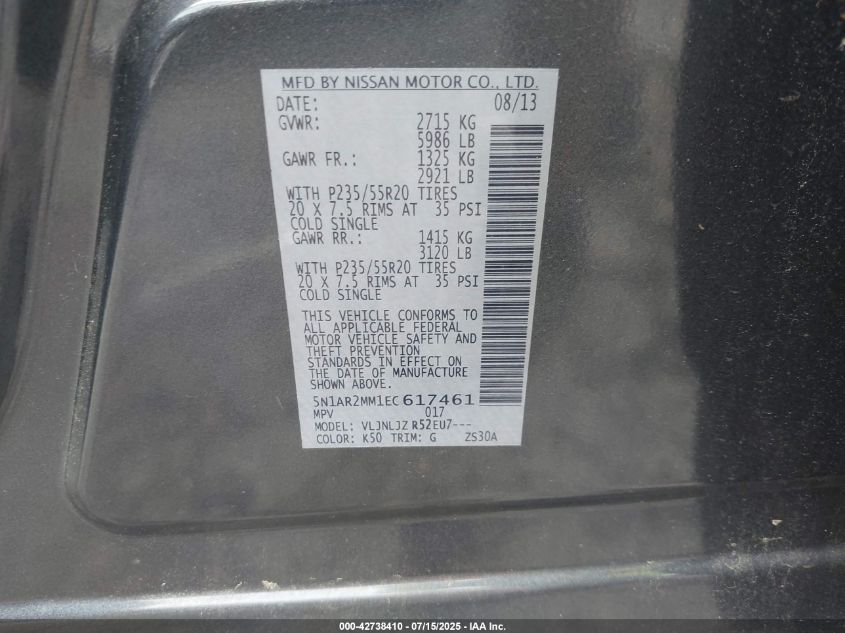 MFD BY NISSAN MOTOR CO., LTD.
DATE: 08/13
GVWR: 2715 KG
5986 LB
GAWR FR.: 1325 KG
2921 LB
WITH P235/55R20 TIRES
20 X 7.5 RIMS AT 35 PSI
COLD SINGLE
GAWR RR.: 1415 KG
3120 LB
WITH P235/55R20 TIRES
20 X 7.5 RIMS AT 35 PSI
COLD SINGLE
THIS VEHICLE CONFORMS TO
ALL APPLICABLE FEDERAL
MOTOR VEHICLE SAFETY AND
THEFT PREVENTION
STANDARDS IN EFFECT ON
THE DATE OF MANUFACTURE
SHOWN ABOVE.
5N1AR2MM1EC617461
MPV 017
MODEL: VLJNLJZ R52EU7---
COLOR: K50 TRIM: G ZS30A
000-42738410 - 07/15/2025 - IAA Inc.